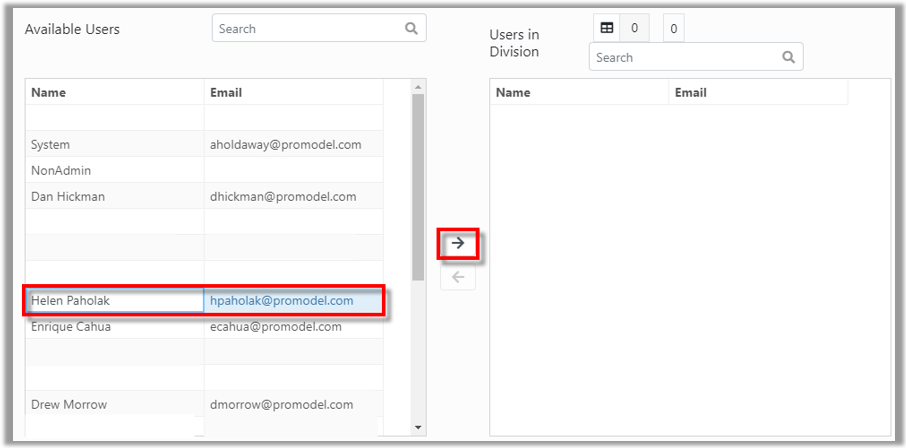 Available Users
Search
Users in
Division
0
0
Search
Name Email
System aholdaway@promodel.com
NonAdmin
Dan Hickman dhickman@promodel.com
Helen Paholak hpaholak@promodel.com
Enrique Cahua ecahua@promodel.com
Drew Morrow dmorrow@promodel.com
Name Email